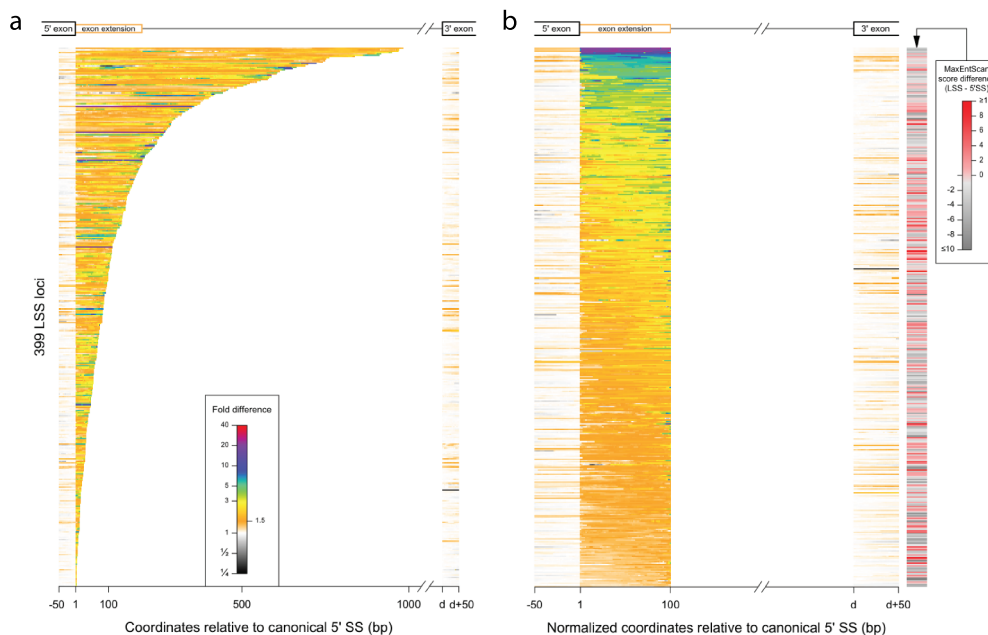 a
5' exon
exon extension
3' exon
399 LSS loci
Fold difference
40
20
10
5
3
1.5
1
½
¼
-50
1
100
500
1000
d
d+50
Coordinates relative to canonical 5' SS (bp)
b
5' exon
exon extension
3' exon
MaxEntScan
score difference
(LSS - 5'SS)
8
6
4
2
0
-2
-4
-6
-8
≤10
-50
1
100
d
d+50
Normalized coordinates relative to canonical 5' SS (bp)